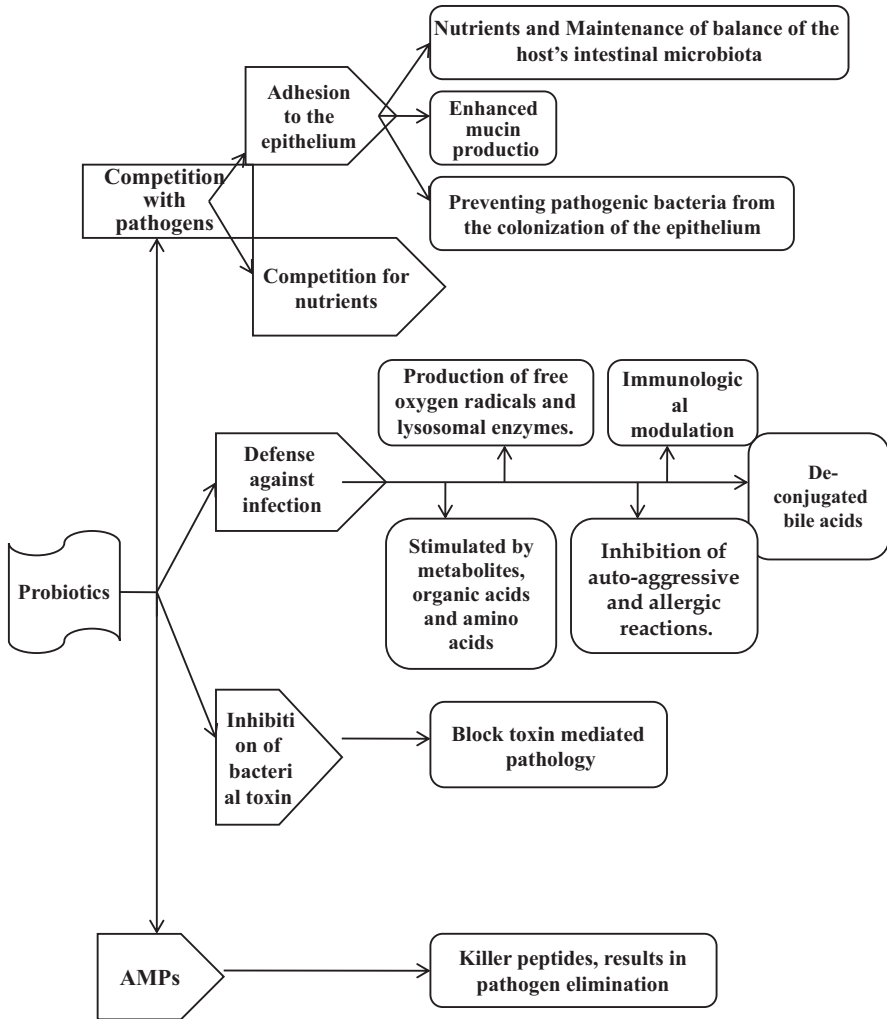 Nutrients and Maintenance of balance of the
host’s intestinal microbiota
Adhesion
to the
epithelium
Enhanced
mucin
productio
Competition
with
pathogens
Preventing pathogenic bacteria from
the colonization of the epithelium
Competition for
nutrients
Production of free
oxygen radicals and
lysosomal enzymes.
Immunologic
al
modulation
Defense
against
infection
De-
conjugated
bile acids
Stimulated by
metabolites,
organic acids
and amino
acids
Inhibition of
auto-aggressive
and allergic
reactions.
Probiotics
Inhibiti
on of
bacteri
al toxin
Block toxin mediated
pathology
AMPs
Killer peptides, results in
pathogen elimination